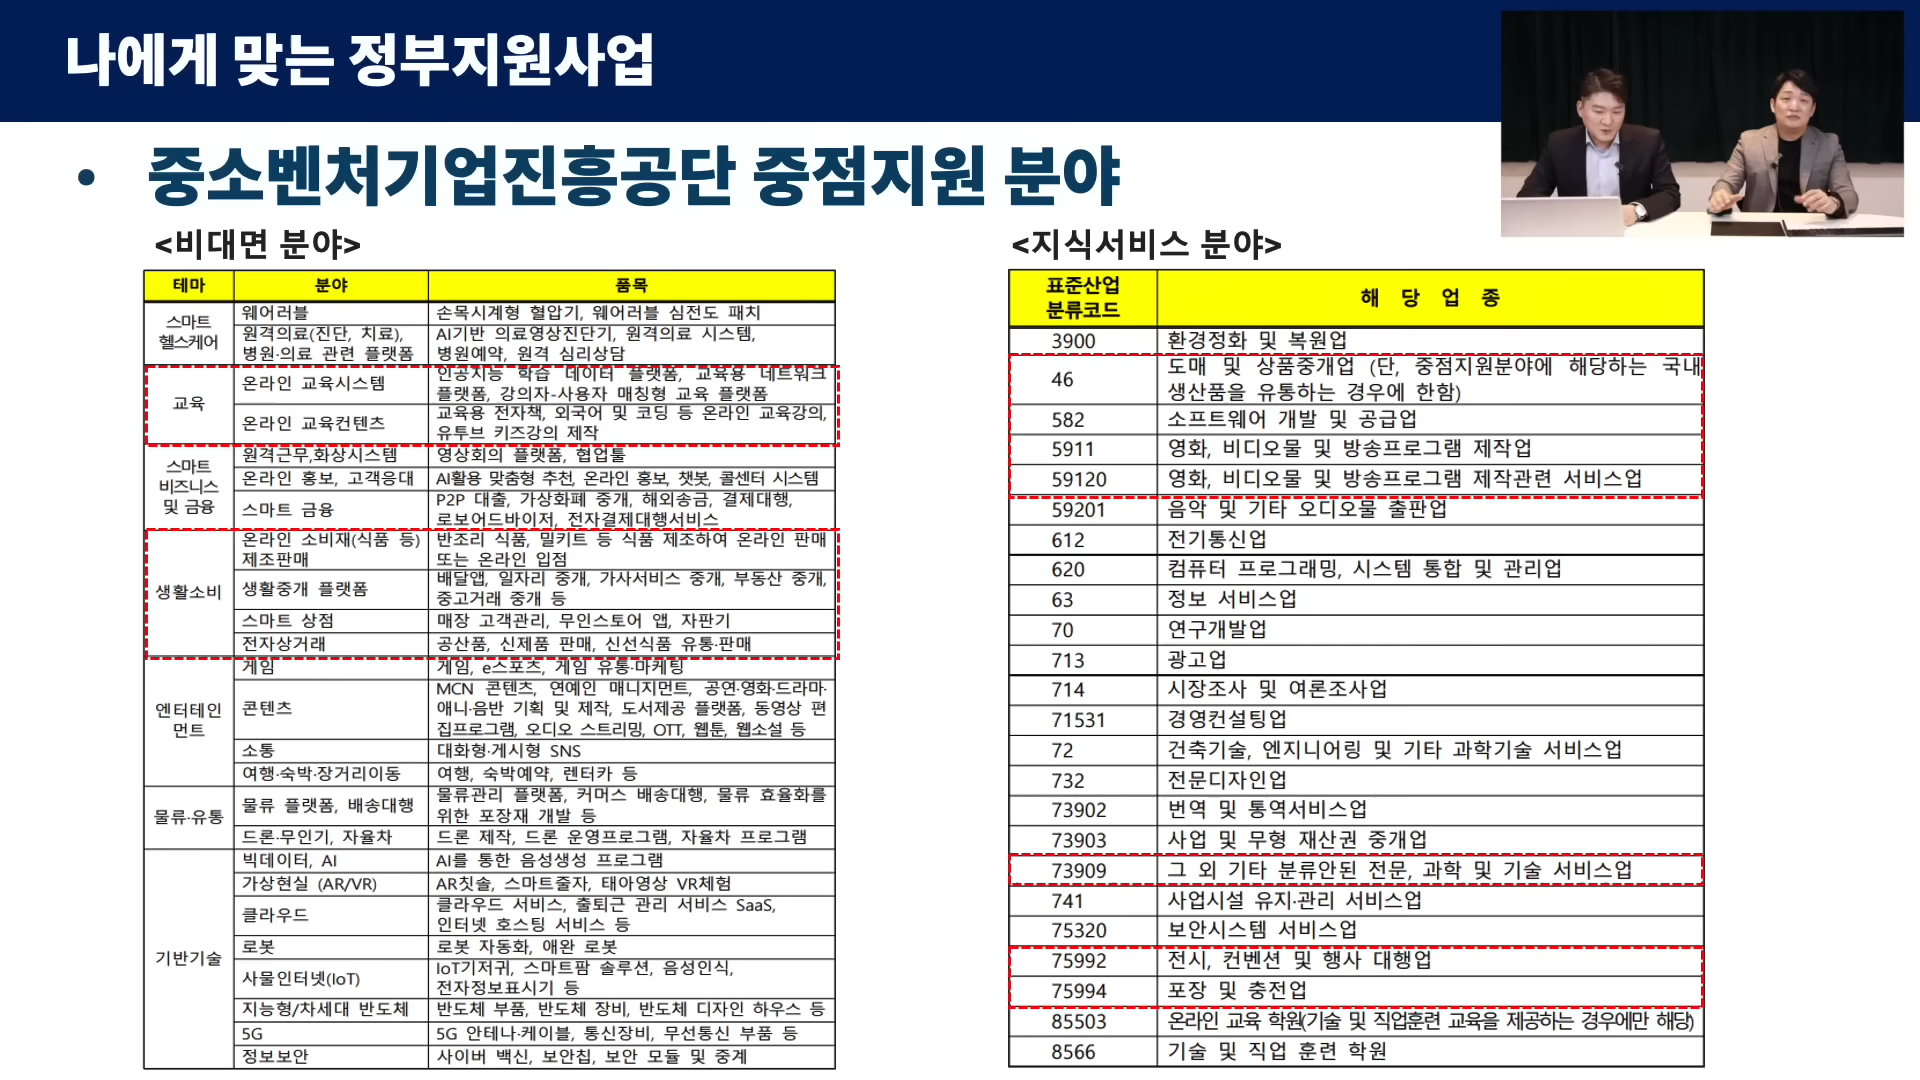 나에게 맞는 정부지원사업
• 중소벤처기업진흥공단 중점지원 분야
<비대면 분야>
테마 분야 품목
스마트 헬스케어
웨어러블 손목시계형 혈압기, 웨어러블 심전도 패치
원격의료(진단, 치료), AI기반 의료영상진단기, 원격의료 시스템,
병원·의료 관련 플랫폼 병원예약, 원격 심리상담
교육
온라인 교육시스템 인공지능 학습 데이터 플랫폼, 교육용 네트워크
플랫폼, 강의자-사용자 매칭형 교육 플랫폼
온라인 교육컨텐츠 교육용 전자책, 외국어 및 코딩 등 온라인 교육강의,
유투브 키즈강의 제작
스마트 비즈니스 및 금융
원격근무,화상시스템 영상회의 플랫폼, 협업툴
온라인 홍보, 고객응대 AI활용 맞춤형 추천, 온라인 홍보, 챗봇, 콜센터 시스템
스마트 금융 P2P 대출, 가상화폐 중개, 해외송금, 결제대행,
로보어드바이저, 전자결제대행서비스
생활소비
온라인 소비재(식품 등) 반조리 식품, 밀키트 등 식품 제조하여 온라인 판매
제조판매 또는 온라인 입점
생활중개 플랫폼 배달앱, 일자리 중개, 가사서비스 중개, 부동산 중개,
중고거래 중개 등
스마트 상점 매장 고객관리, 무인스토어 앱, 자판기
전자상거래 공산품, 신제품 판매, 신선식품 유통·판매
엔터테인먼트
게임 게임, e스포츠, 게임 유통·마케팅
콘텐츠 MCN 콘텐츠, 연예인 매니지먼트, 공연·영화·드라마·
애니·음반 기획 및 제작, 도서제공 플랫폼, 동영상 편
집프로그램, 오디오 스트리밍, OTT, 웹툰, 웹소설 등
소통 대화형·게시형 SNS
여행·숙박·장거리이동 여행, 숙박예약, 렌터카 등
물류·유통
물류 플랫폼, 배송대행 물류관리 플랫폼, 커머스 배송대행, 물류 효율화를
위한 포장재 개발 등
드론·무인기, 자율차 드론 제작, 드론 운영프로그램, 자율차 프로그램
기반기술
빅데이터, AI AI를 통한 음성생성 프로그램
가상현실 (AR/VR) AR칫솔, 스마트줄자, 태아영상 VR체험
클라우드 클라우드 서비스, 출퇴근 관리 서비스 SaaS,
인터넷 호스팅 서비스 등
로봇 로봇 자동화, 애완 로봇
사물인터넷(IoT) IoT기저귀, 스마트팜 솔루션, 음성인식,
전자정보표시기 등
지능형/차세대 반도체 반도체 부품, 반도체 장비, 반도체 디자인 하우스 등
5G 5G 안테나·케이블, 통신장비, 무선통신 부품 등
정보보안 사이버 백신, 보안칩, 보안 모듈 및 중계
<지식서비스 분야>
표준산업 분류코드 해 당 업 종
3900 환경정화 및 복원업
46 도매 및 상품중개업 (단, 중점지원분야에 해당하는 국내
생산품을 유통하는 경우에 한함)
582 소프트웨어 개발 및 공급업
5911 영화, 비디오물 및 방송프로그램 제작업
59120 영화, 비디오물 및 방송프로그램 제작관련 서비스업
59201 음악 및 기타 오디오물 출판업
612 전기통신업
620 컴퓨터 프로그래밍, 시스템 통합 및 관리업
63 정보 서비스업
70 연구개발업
713 광고업
714 시장조사 및 여론조사업
71531 경영컨설팅업
72 건축기술, 엔지니어링 및 기타 과학기술 서비스업
732 전문디자인업
73902 번역 및 통역서비스업
73903 사업 및 무형 재산권 중개업
73909 그 외 기타 분류안된 전문, 과학 및 기술 서비스업
741 사업시설 유지·관리 서비스업
75320 보안시스템 서비스업
75992 전시, 컨벤션 및 행사 대행업
75994 포장 및 충전업
85503 온라인 교육 학원(기술 및 직업훈련 교육을 제공하는 경우에만 해당)
8566 기술 및 직업 훈련 학원